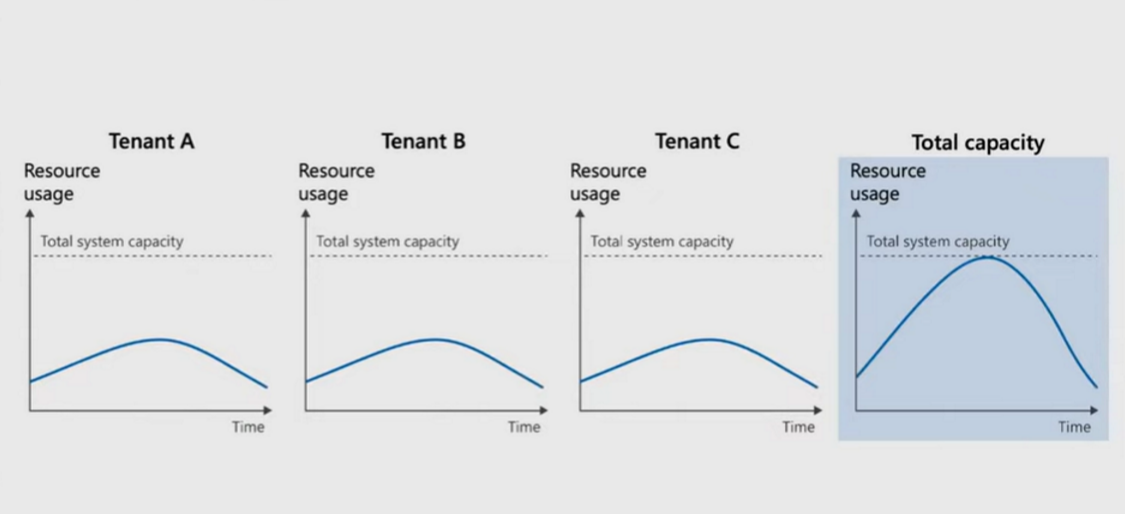 Tenant A
Resource
usage
Total system capacity
Time
Tenant B
Resource
usage
Total system capacity
Time
Tenant C
Resource
usage
Total system capacity
Time
Total capacity
Resource
usage
Total system capacity
Time